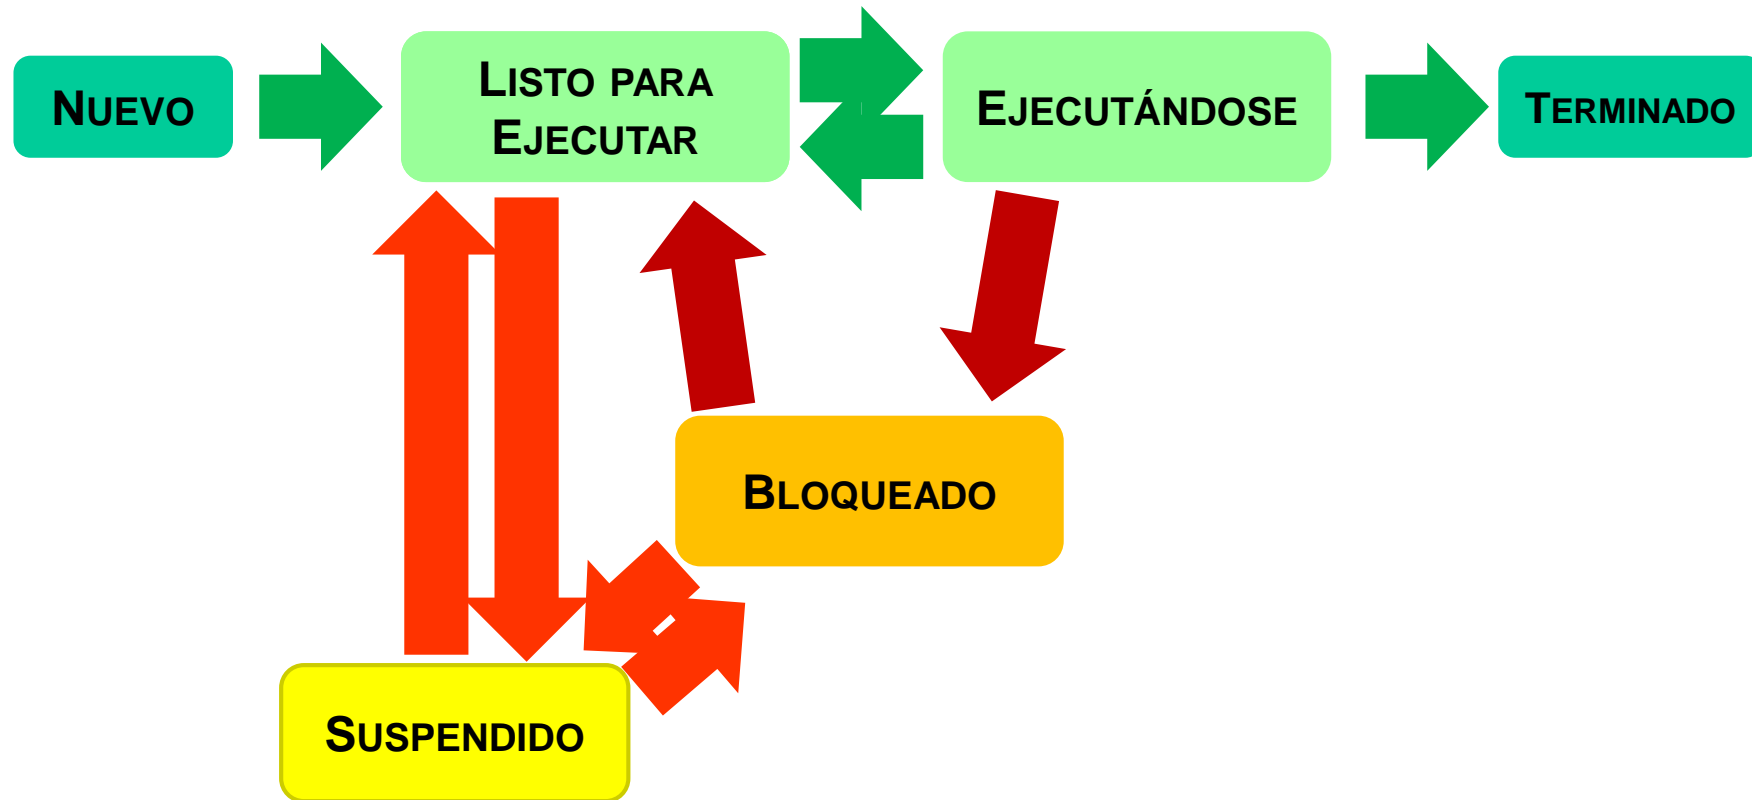 NUEVO
LISTO PARA
EJECUTAR
EJECUTÁNDOSE
TERMINADO
BLOQUEADO
SUSPENDIDO